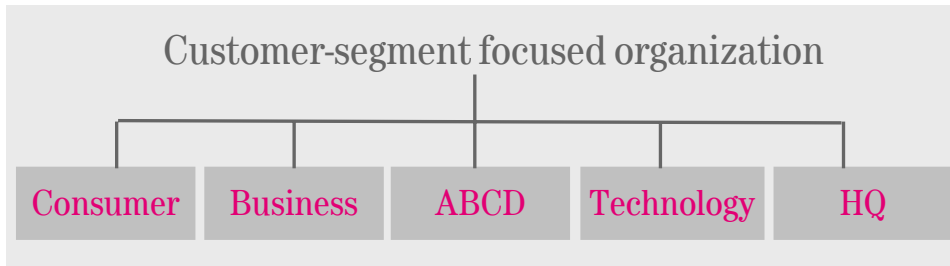 Customer-segment focused organization
Consumer
Business
ABCD
Technology
HQ